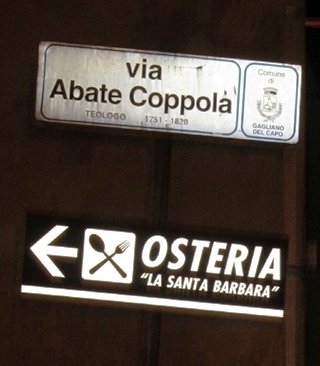 via
Abate Coppola
TEOLOGO 1751 - 1820
Comune
di
GAGLIANO
DEL CAPO
OSTERIA
"LA SANTA BARBARA"